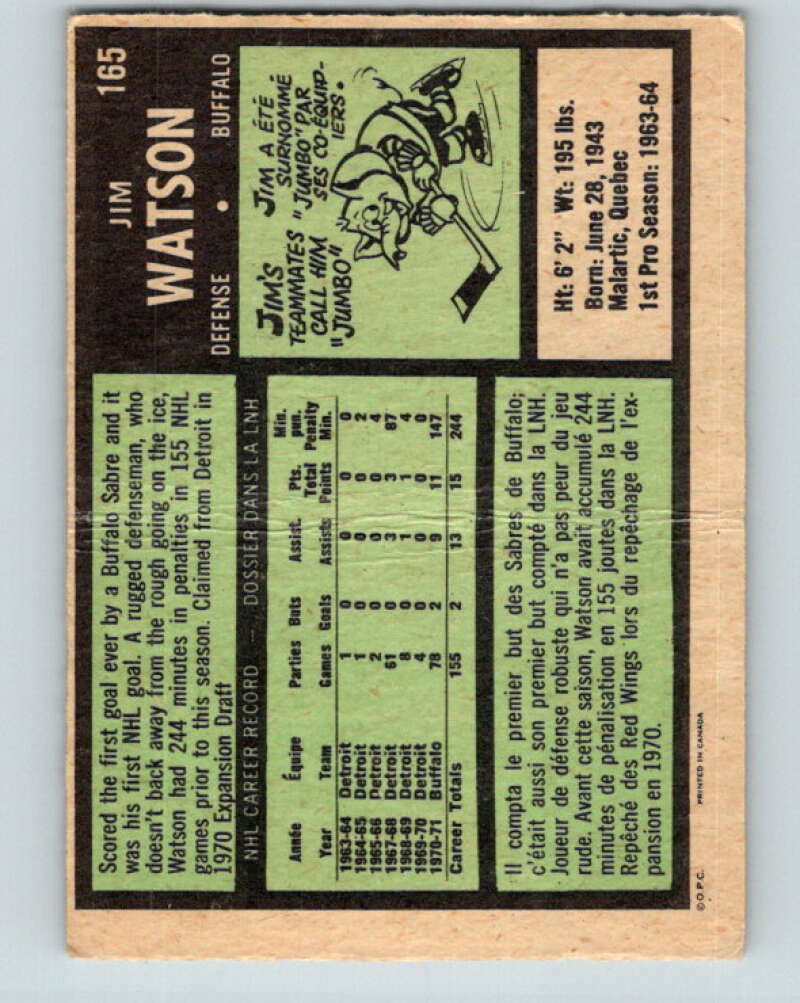 165
JIM
WATSON
DEFENSE • BUFFALO
Scored the first goal ever by a Buffalo Sabre and it
was his first NHL goal. A rugged defenseman, who
doesn't back away from the rough going on the ice,
Watson had 244 minutes in penalties in 155 NHL
games prior to this season. Claimed from Detroit in
1970 Expansion Draft
JIM'S
TEAMMATES
CALL HIM
"JUMBO"
JIM A ÉTÉ
SURNOMMÉ
"JUMBO" PAR
SES CO-ÉQUIP-
IERS.
NHL CAREER RECORD — DOSSIER DANS LA LNH
Min.
Pts. pun.
Année Équipe Parties Buts Assist. Total Penalty
Year Team Games Goals Assists Points Min.
1963-64 Detroit 1 0 0 0 0
1964-65 Detroit 1 0 0 0 2
1965-66 Detroit 2 0 0 0 4
1967-68 Detroit 61 0 3 3 87
1968-69 Detroit 8 0 1 1 4
1969-70 Detroit 4 0 0 0 0
1970-71 Buffalo 78 2 9 11 147
Career Totals 155 2 13 15 244
Ht: 6' 2" Wt: 195 lbs.
Born: June 28, 1943
Malartic, Quebec
1st Pro Season: 1963-64
Il compta le premier but des Sabres de Buffalo;
c'était aussi son premier but compté dans la LNH.
Joueur de défense robuste qui n'a pas peur du jeu
rude. Avant cette saison, Watson avait accumulé 244
minutes de pénalisation en 155 joutes dans la LNH.
Repêché des Red Wings lors du repêchage de l'ex-
pansion en 1970.
©O.P.C. PRINTED IN CANADA